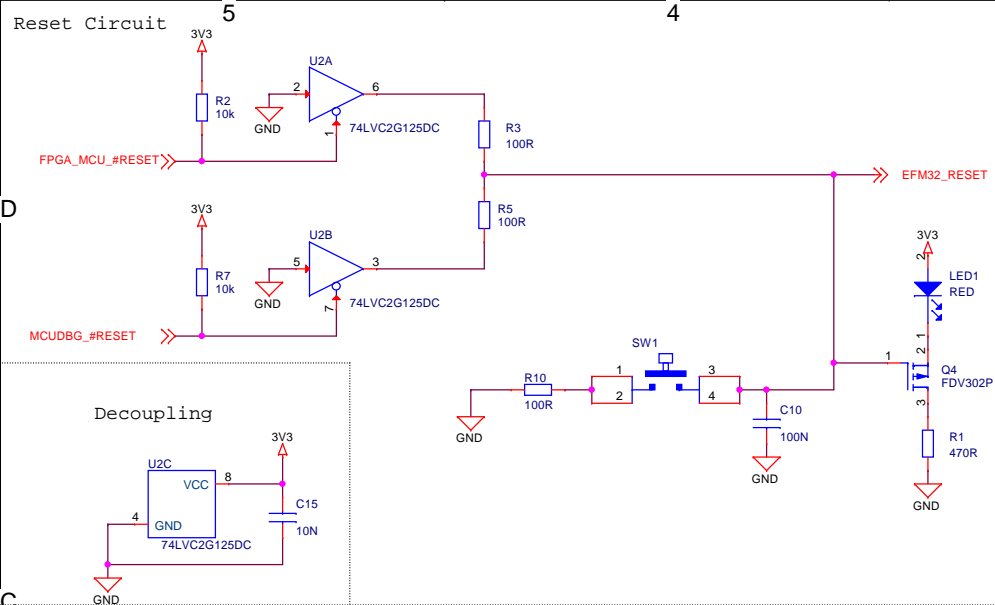 5
4
Reset Circuit
3V3
R2
10k
FPGA_MCU_#RESET
GND
2
U2A
6
1
74LVC2G125DC
R3
100R
EFM32_RESET
D
3V3
R7
10k
MCUDBG_#RESET
GND
5
U2B
3
7
74LVC2G125DC
R5
100R
3V3
2
LED1
RED
1
2
1
Q4
FDV302P
3
R1
470R
GND
SW1
R10
100R
1
2
3
4
GND
C10
100N
GND
Decoupling
3V3
U2C
VCC
8
4
GND
74LVC2G125DC
C15
10N
GND
C